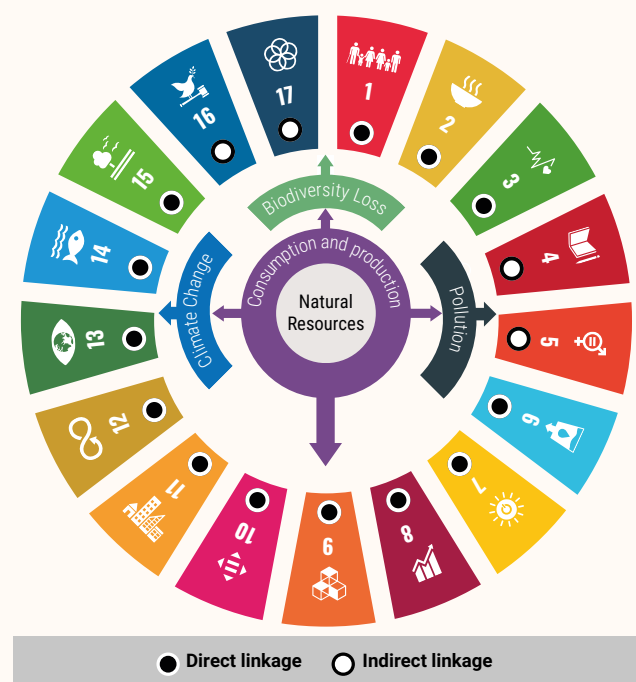 1
2
3
4
5
6
7
8
9
10
11
12
13
14
15
16
17
Biodiversity Loss
Climate Change
Consumption and production
Natural
Resources
Pollution
Direct linkage
Indirect linkage